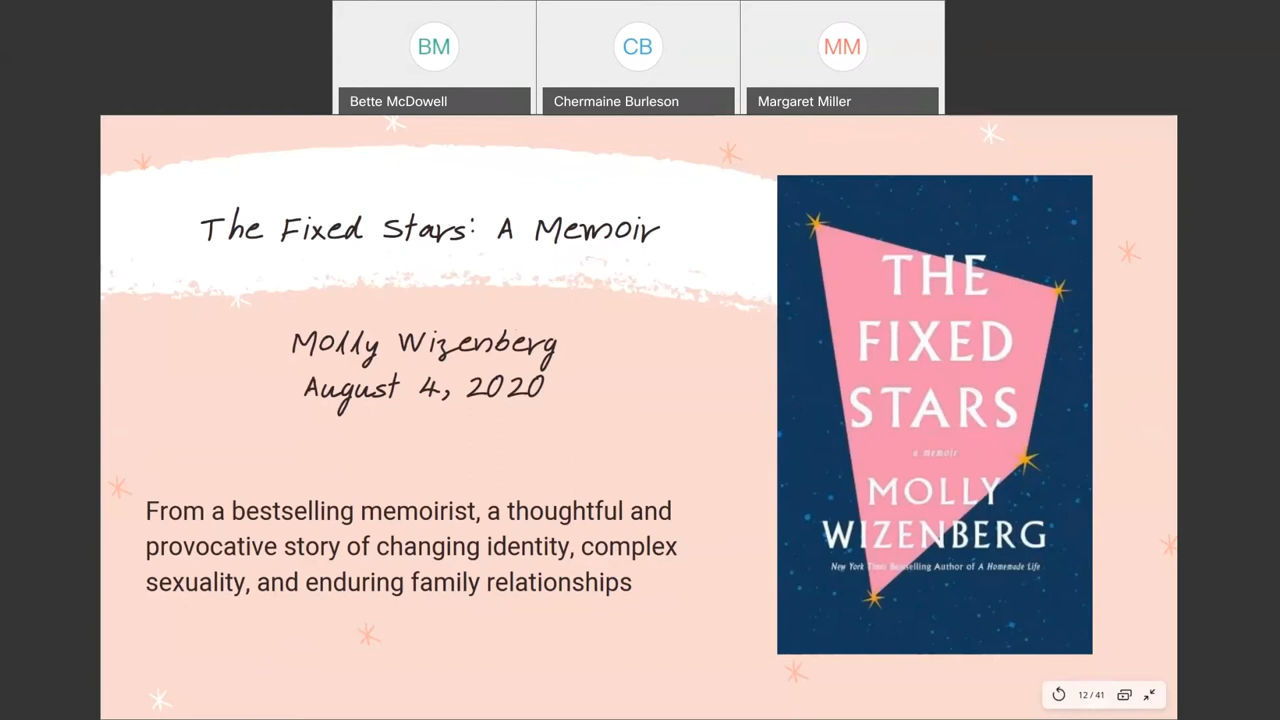 BM
CB
MM
Bette McDowell
Chermaine Burleson
Margaret Miller
The Fixed Stars: A Memoir
Molly Wizenberg
August 4, 2020
From a bestselling memoirist, a thoughtful and
provocative story of changing identity, complex
sexuality, and enduring family relationships
THE
FIXED
STARS
a memoir
MOLLY
WIZENBERG
New York Times Bestselling Author of A Homemade Life
12 / 41